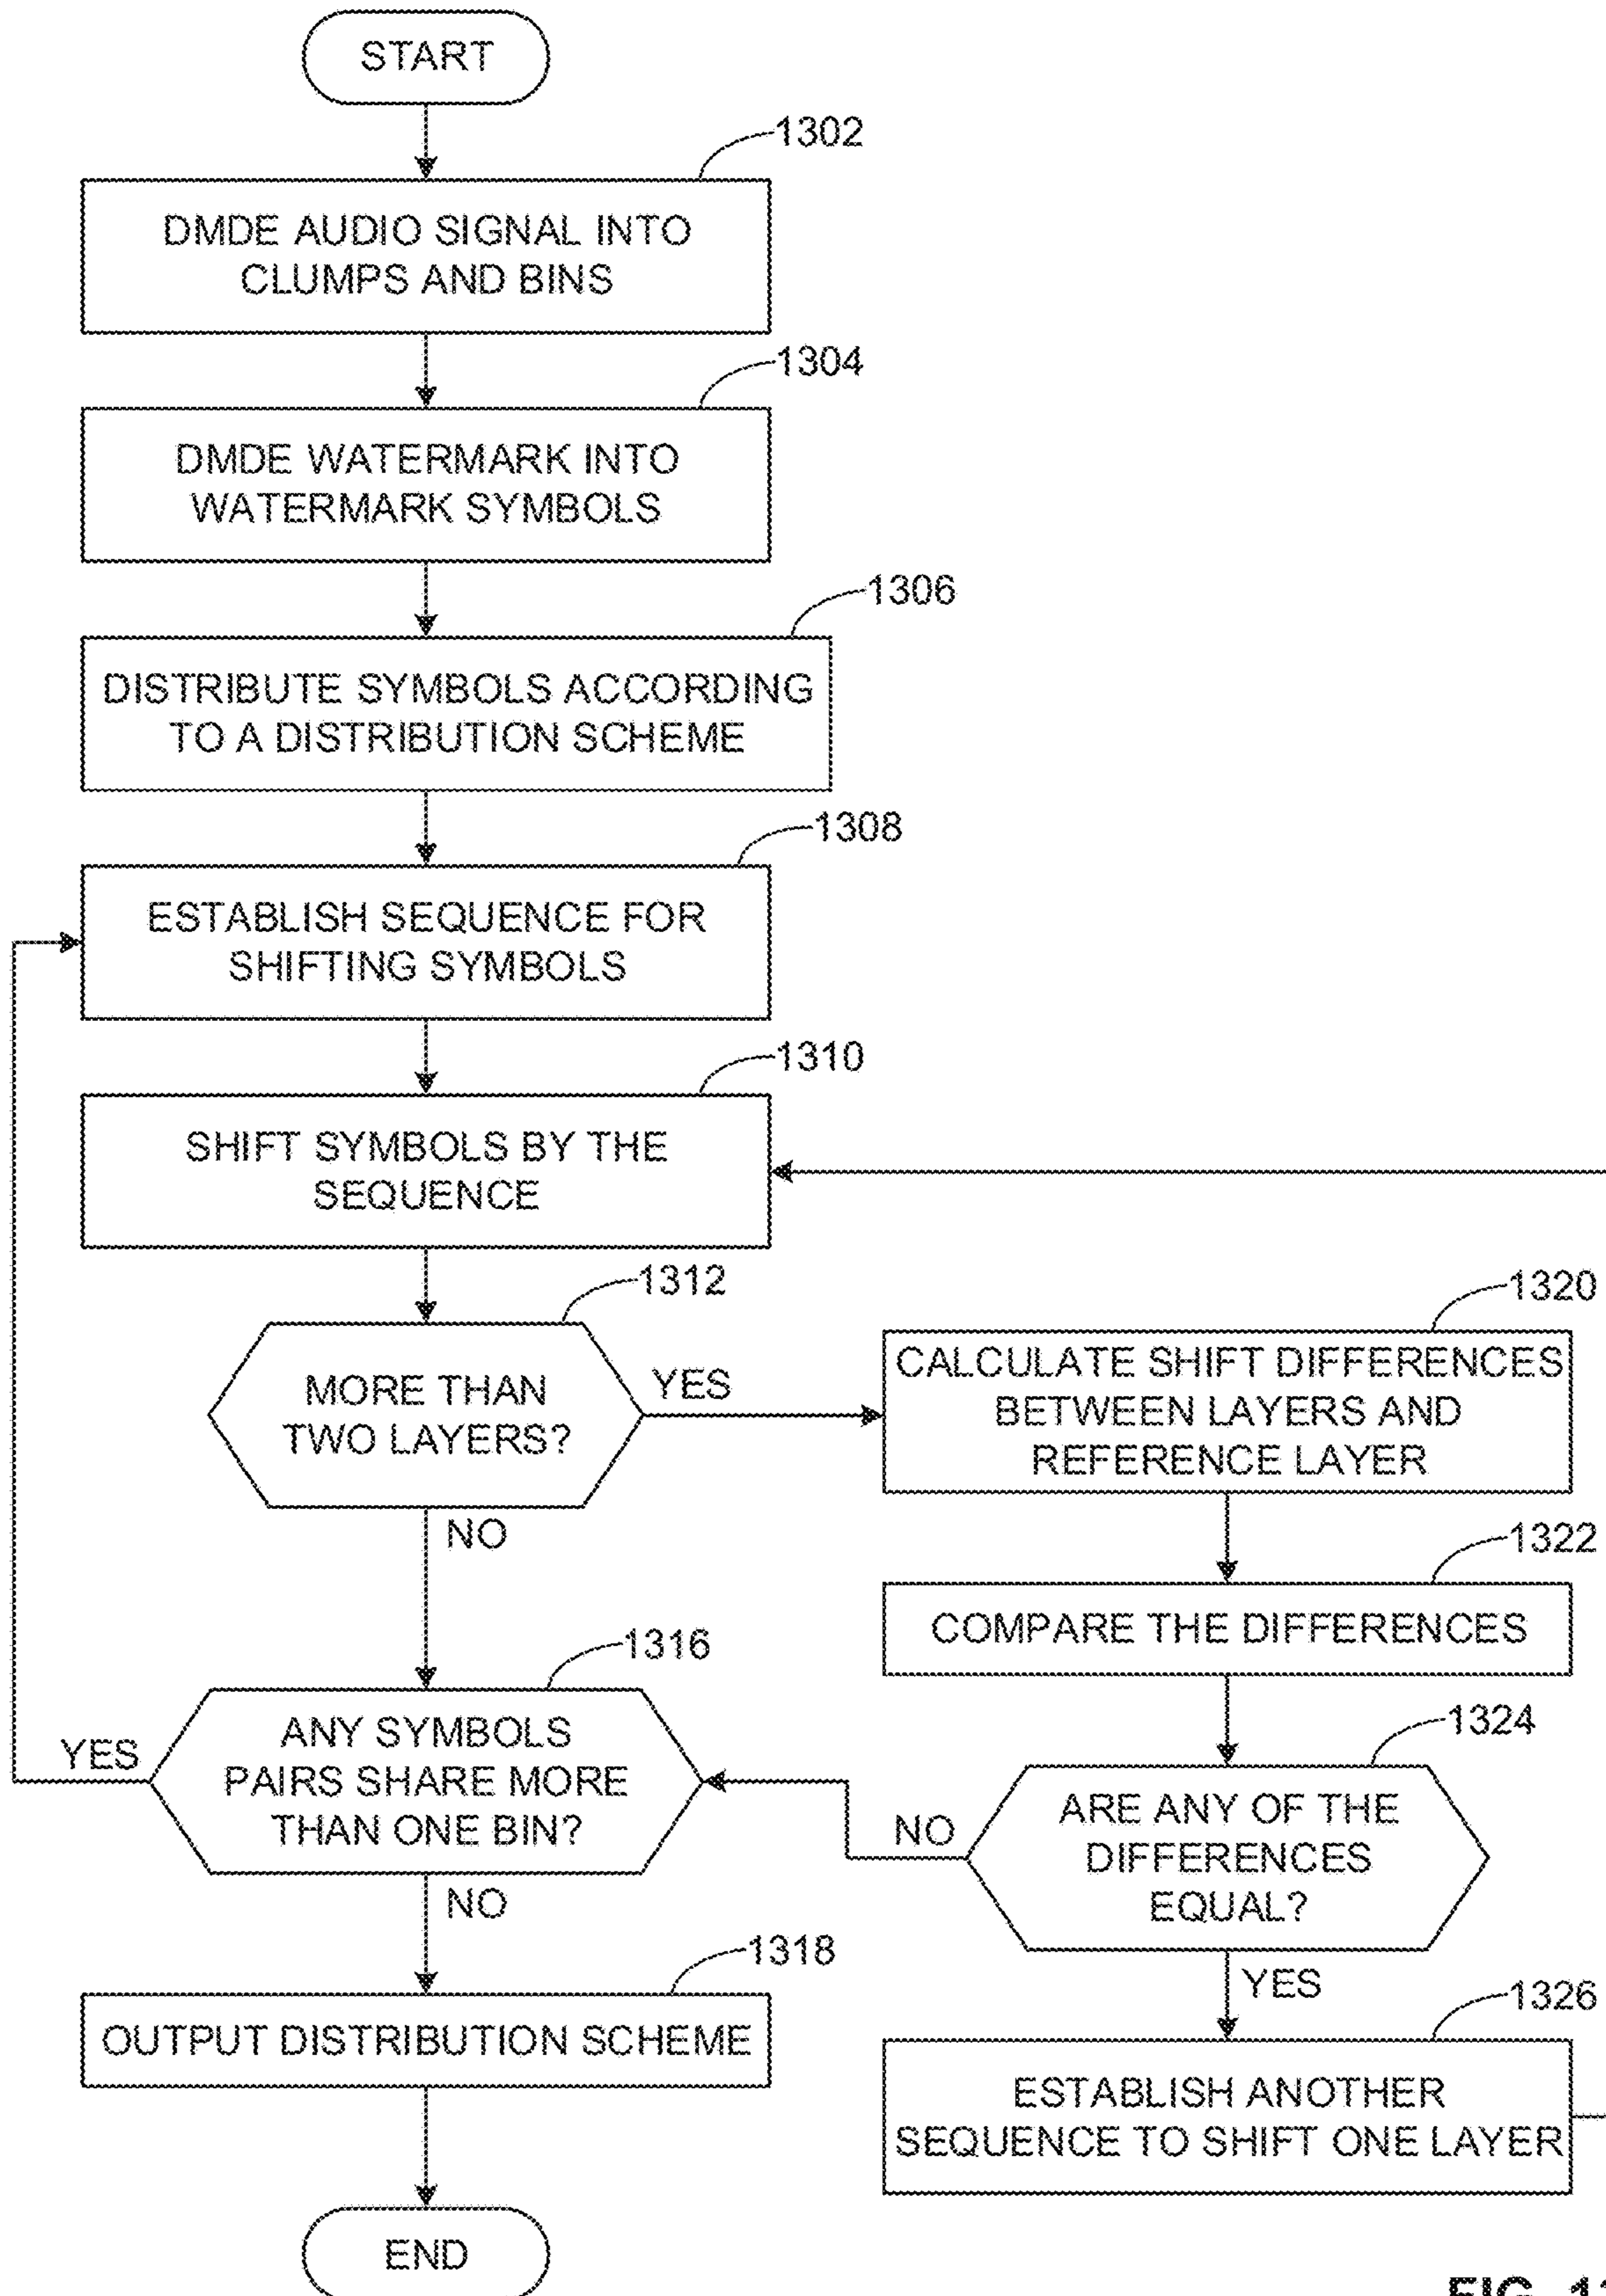 START
1302
DMDE AUDIO SIGNAL INTO
CLUMPS AND BINS
1304
DMDE WATERMARK INTO
WATERMARK SYMBOLS
1306
DISTRIBUTE SYMBOLS ACCORDING
TO A DISTRIBUTION SCHEME
1308
ESTABLISH SEQUENCE FOR
SHIFTING SYMBOLS
1310
SHIFT SYMBOLS BY THE
SEQUENCE
1312
MORE THAN
TWO LAYERS?
YES
NO
1320
CALCULATE SHIFT DIFFERENCES
BETWEEN LAYERS AND
REFERENCE LAYER
1322
COMPARE THE DIFFERENCES
1316
ANY SYMBOLS
PAIRS SHARE MORE
THAN ONE BIN?
YES
NO
1324
ARE ANY OF THE
DIFFERENCES
EQUAL?
NO
YES
1318
OUTPUT DISTRIBUTION SCHEME
1326
ESTABLISH ANOTHER
SEQUENCE TO SHIFT ONE LAYER
END
FIG.